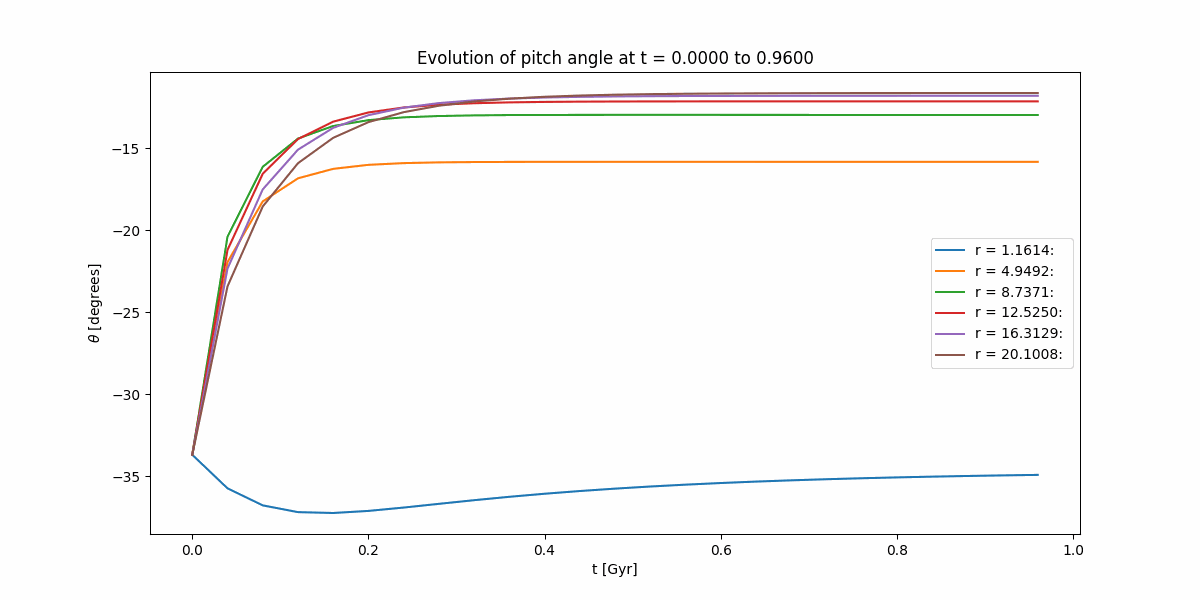 Evolution of pitch angle at t = 0.0000 to 0.9600
θ [degrees]
−15
−20
−25
−30
−35
r = 1.1614:
r = 4.9492:
r = 8.7371:
r = 12.5250:
r = 16.3129:
r = 20.1008:
0.0 0.2 0.4 0.6 0.8 1.0
t [Gyr]